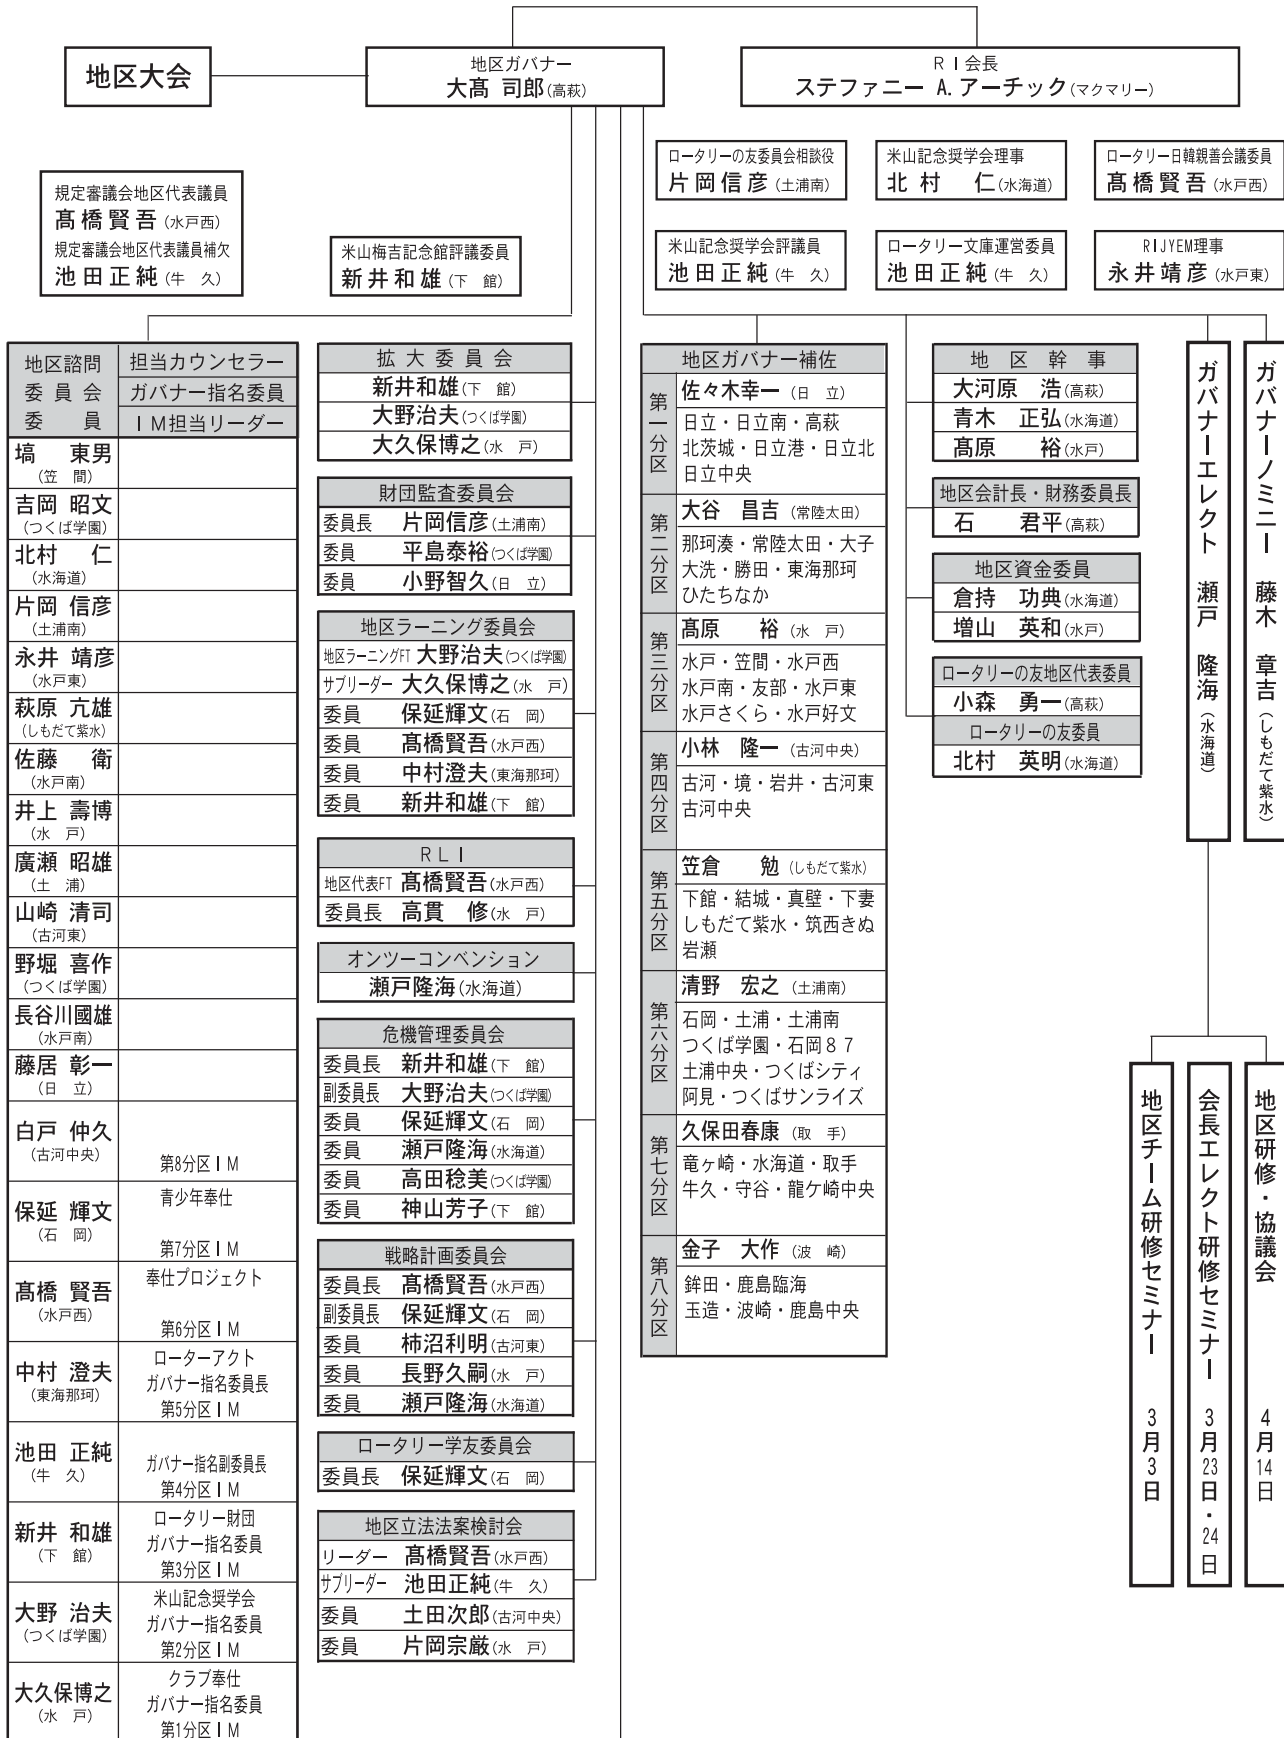 地区大会
地区ガバナー
大髙 司郎(高萩)
ＲＩ会長
ステファニー A.アーチック(マクマリー)
規定審議会地区代表議員
髙橋賢吾(水戸西)
規定審議会地区代表議員補欠
池田正純(牛　久)
米山梅吉記念館評議委員
新井和雄(下　館)
ロータリーの友委員会相談役
片岡信彦(土浦南)
米山記念奨学会理事
北村　仁(水海道)
ロータリー日韓親善会議委員
髙橋賢吾(水戸西)
米山記念奨学会評議員
池田正純(牛　久)
ロータリー文庫運営委員
池田正純(牛　久)
RIJYEM理事
永井靖彦(水戸東)
地区諮問
委員会
委　員
担当カウンセラー
ガバナー指名委員
ＩＭ担当リーダー
塙　東男
(笠　間)
吉岡 昭文
(つくば学園)
北村　仁
(水海道)
片岡 信彦
(土浦南)
永井 靖彦
(水戸東)
萩原 亢雄
(しもだて紫水)
佐藤　衛
(水戸南)
井上 壽博
(水　戸)
廣瀬 昭雄
(土　浦)
山崎 清司
(古河東)
野堀 喜作
(つくば学園)
長谷川國雄
(水戸南)
藤居 彰一
(日　立)
白戸 仲久
(古河中央)
第8分区ＩＭ
保延 輝文
(石　岡)
青少年奉仕
第7分区ＩＭ
髙橋 賢吾
(水戸西)
奉仕プロジェクト
第6分区ＩＭ
中村 澄夫
(東海那珂)
ローターアクト
ガバナー指名委員長
第5分区ＩＭ
池田 正純
(牛　久)
ガバナー指名副委員長
第4分区ＩＭ
新井 和雄
(下　館)
ロータリー財団
ガバナー指名委員
第3分区ＩＭ
大野 治夫
(つくば学園)
米山記念奨学会
ガバナー指名委員
第2分区ＩＭ
大久保博之
(水　戸)
クラブ奉仕
ガバナー指名委員
第1分区ＩＭ
拡大委員会
新井和雄(下　館)
大野治夫(つくば学園)
大久保博之(水　戸)
財団監査委員会
委員長　片岡信彦(土浦南)
委員　平島泰裕(つくば学園)
委員　小野智久(日　立)
地区ラーニング委員会
地区ラーニングFT 大野治夫(つくば学園)
サブリーダー 大久保博之(水　戸)
委員　保延輝文(石　岡)
委員　髙橋賢吾(水戸西)
委員　中村澄夫(東海那珂)
委員　新井和雄(下　館)
ＲＬＩ
地区代表FT 髙橋賢吾(水戸西)
委員長　高貫　修(水　戸)
オンツーコンベンション
瀬戸隆海(水海道)
危機管理委員会
委員長　新井和雄(下　館)
副委員長　大野治夫(つくば学園)
委員　保延輝文(石　岡)
委員　瀬戸隆海(水海道)
委員　高田稔美(つくば学園)
委員　神山芳子(下　館)
戦略計画委員会
委員長　髙橋賢吾(水戸西)
副委員長　保延輝文(石　岡)
委員　柿沼利明(古河東)
委員　長野久嗣(水　戸)
委員　瀬戸隆海(水海道)
ロータリー学友委員会
委員長　保延輝文(石　岡)
地区立法法案検討会
リーダー　髙橋賢吾(水戸西)
サブリーダー　池田正純(牛　久)
委員　土田次郎(古河中央)
委員　片岡宗厳(水　戸)
地区ガバナー補佐
第一分区
佐々木幸一(日　立)
日立・日立南・高萩
北茨城・日立港・日立北
日立中央
第二分区
大谷　昌吉(常陸太田)
那珂湊・常陸太田・大子
大洗・勝田・東海那珂
ひたちなか
第三分区
髙原　裕(水　戸)
水戸・笠間・水戸西
水戸南・友部・水戸東
水戸さくら・水戸好文
第四分区
小林　隆一(古河中央)
古河・境・岩井・古河東
古河中央
第五分区
笠倉　勉(しもだて紫水)
下館・結城・真壁・下妻
しもだて紫水・筑西きぬ
岩瀬
第六分区
清野　宏之(土浦南)
石岡・土浦・土浦南
つくば学園・石岡８７
土浦中央・つくばシティ
阿見・つくばサンライズ
第七分区
久保田春康(取　手)
竜ヶ崎・水海道・取手
牛久・守谷・龍ケ崎中央
第八分区
金子　大作(波　崎)
鉾田・鹿島臨海
玉造・波崎・鹿島中央
地区幹事
大河原　浩(高萩)
青木　正弘(水海道)
髙原　裕(水戸)
地区会計長・財務委員長
石　君平(高萩)
地区資金委員
倉持　功典(水海道)
増山　英和(水戸)
ロータリーの友地区代表委員
小森　勇一(高萩)
ロータリーの友委員
北村　英明(水海道)
ガバナーエレクト　瀬戸　隆海(水海道)
ガバナーノミニー　藤木　章吉(しもだて紫水)
地区チーム研修セミナー　3月3日
会長エレクト研修セミナー　3月23日・24日
地区研修・協議会　4月14日